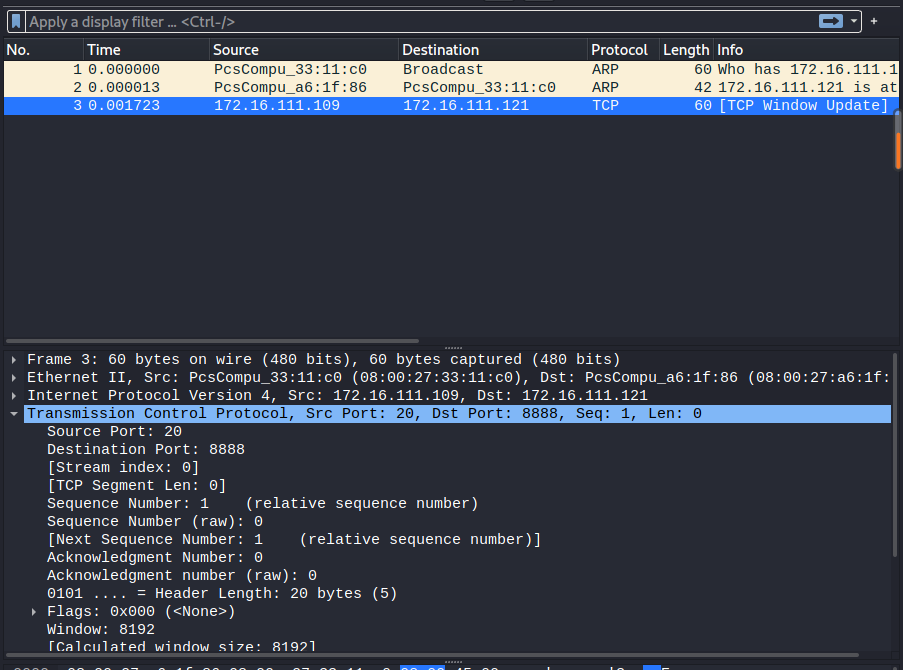 Apply a display filter ... <Ctrl-/>
+
No. Time Source Destination Protocol Length Info
1 0.000000 PcsCompu_33:11:c0 Broadcast ARP 60 Who has 172.16.111.1
2 0.000013 PcsCompu_a6:1f:86 PcsCompu_33:11:c0 ARP 42 172.16.111.121 is at
3 0.001723 172.16.111.109 172.16.111.121 TCP 60 [TCP Window Update]
Frame 3: 60 bytes on wire (480 bits), 60 bytes captured (480 bits)
Ethernet II, Src: PcsCompu_33:11:c0 (08:00:27:33:11:c0), Dst: PcsCompu_a6:1f:86 (08:00:27:a6:1f:
Internet Protocol Version 4, Src: 172.16.111.109, Dst: 172.16.111.121
Transmission Control Protocol, Src Port: 20, Dst Port: 8888, Seq: 1, Len: 0
Source Port: 20
Destination Port: 8888
[Stream index: 0]
[TCP Segment Len: 0]
Sequence Number: 1 (relative sequence number)
Sequence Number (raw): 0
[Next Sequence Number: 1 (relative sequence number)]
Acknowledgment Number: 0
Acknowledgment number (raw): 0
0101 .... = Header Length: 20 bytes (5)
Flags: 0x000 (<None>)
Window: 8192
[Calculated window size: 8192]